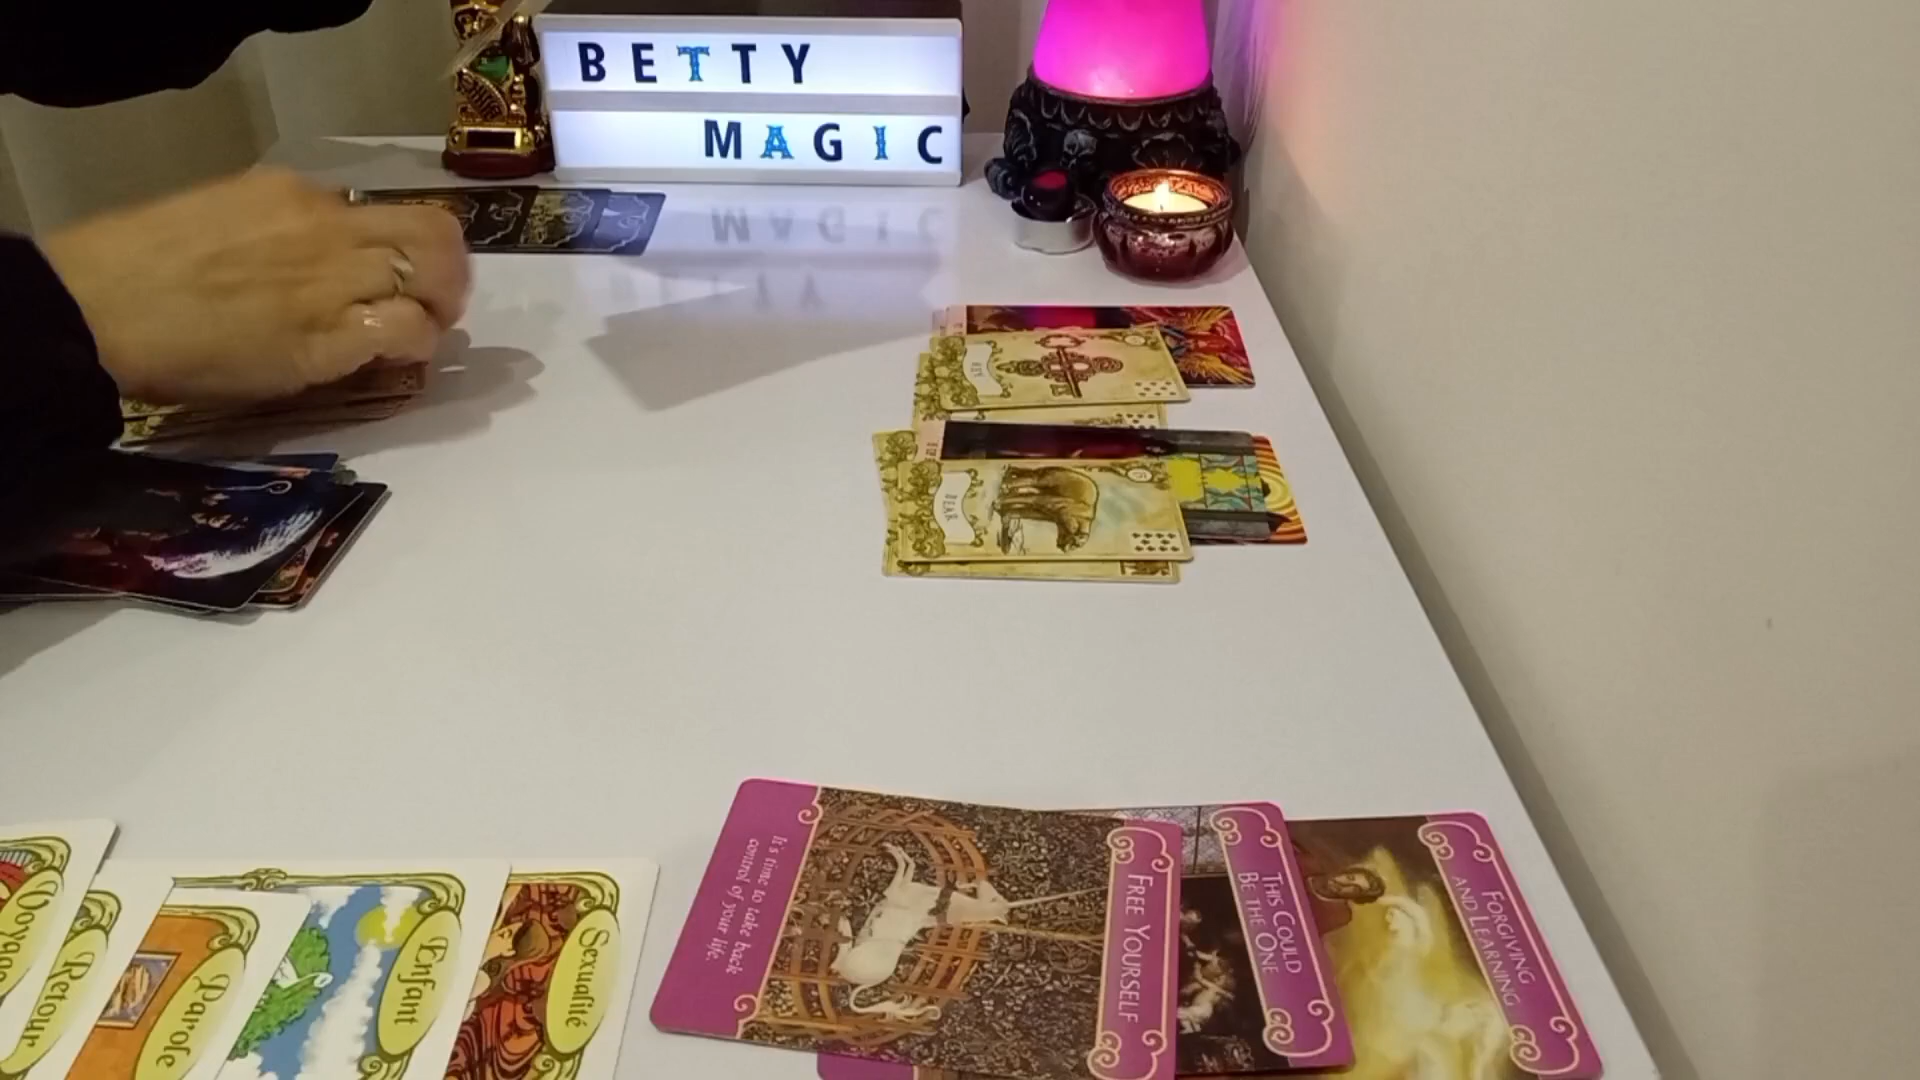 BETTY
MAGIC
KEY
BEAR
It's time to take back
control of your life.
FREE YOURSELF
THIS COULD
BE THE ONE
FORGIVING
AND LEARNING
Voyage
Retour
Parole
Enfant
Sexualité